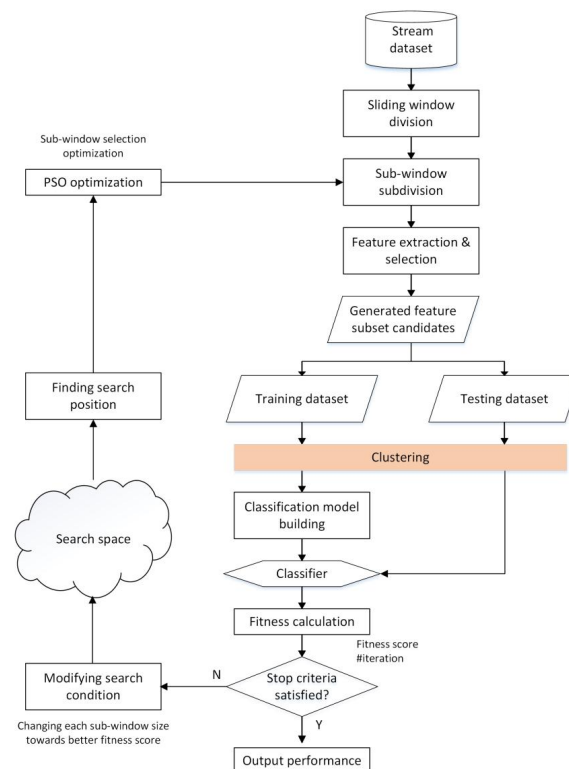 Stream
dataset
Sliding window
division
Sub-window selection
optimization
PSO optimization
Sub-window
subdivision
Feature extraction &
selection
Generated feature
subset candidates
Finding search
position
Training dataset
Testing dataset
Clustering
Classification model
building
Search space
Classifier
Fitness calculation
Fitness score
#iteration
Modifying search
condition
N
Stop criteria
satisfied?
Changing each sub-window size
towards better fitness score
Y
Output performance